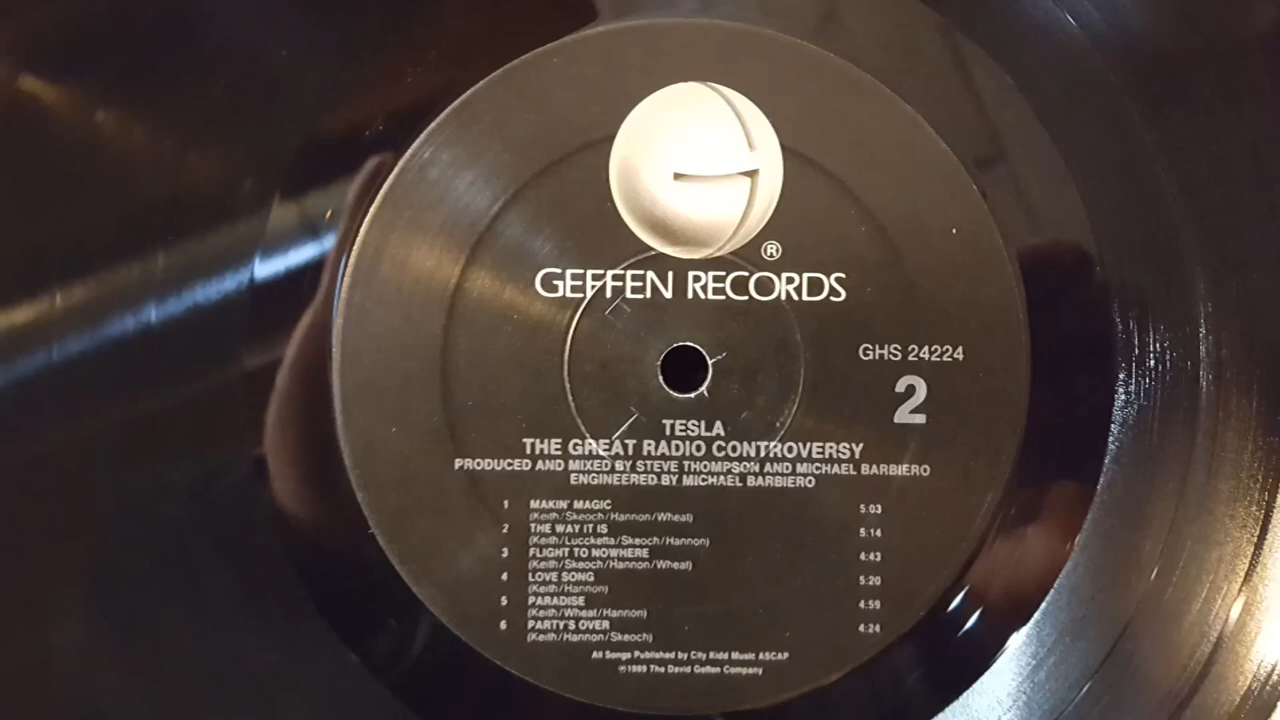 ®
GEFFEN RECORDS
GHS 24224
2
TESLA
THE GREAT RADIO CONTROVERSY
PRODUCED AND MIXED BY STEVE THOMPSON AND MICHAEL BARBIERO
ENGINEERED BY MICHAEL BARBIERO
1 MAKIN' MAGIC 5:03
(Keith/Skeoch/Hannon/Wheat)
2 THE WAY IT IS 5:14
(Keith/Luccketta/Skeoch/Hannon)
3 FLIGHT TO NOWHERE 4:43
(Keith/Skeoch/Hannon/Wheat)
4 LOVE SONG 5:20
(Keith/Hannon)
5 PARADISE 4:59
(Keith/Wheat/Hannon)
6 PARTY'S OVER 4:24
(Keith/Hannon/Skeoch)
All Songs Published by City Kidd Music ASCAP
℗1989 The David Geffen Company